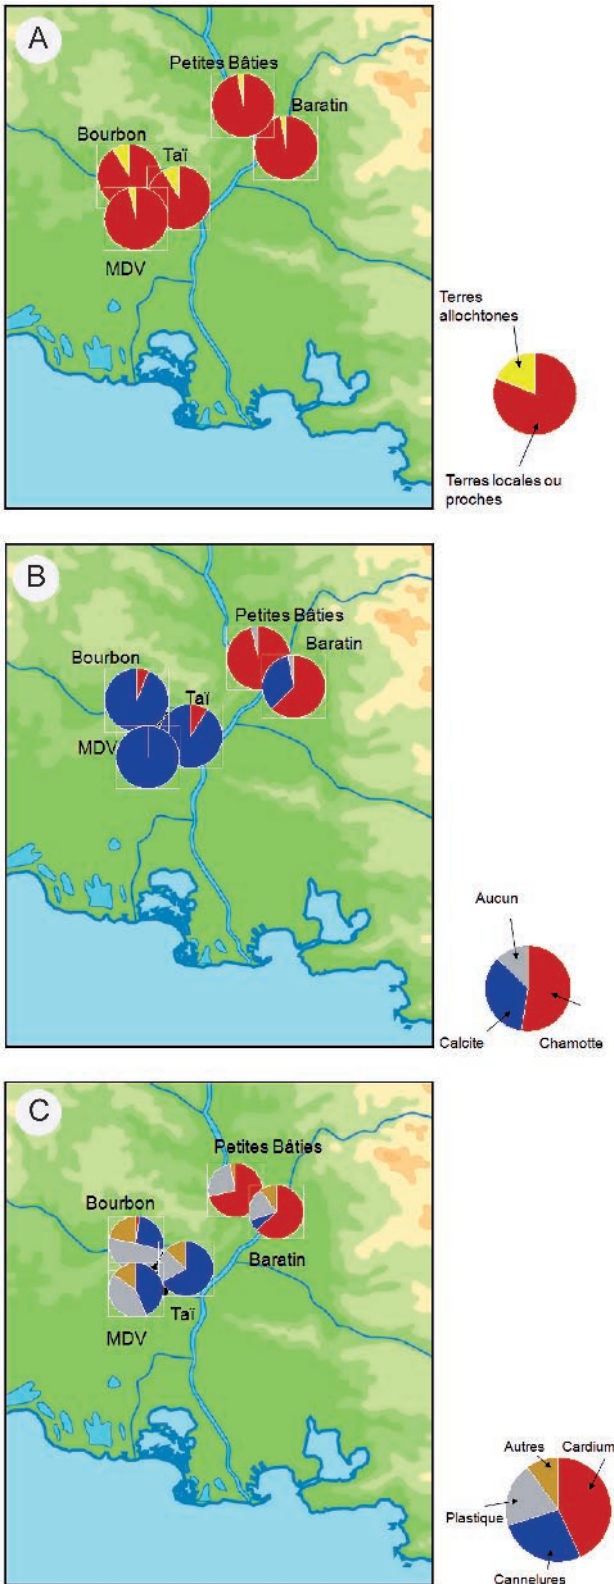 A
Petites Bâties
Baratin
Bourbon
Taï
MDV
Terres
allochtones
Terres locales ou
proches
B
Petites Bâties
Baratin
Bourbon
Taï
MDV
Aucun
Calcite
Chamotte
C
Petites Bâties
Bourbon
Baratin
Taï
MDV
Autres
Cardium
Plastique
Cannelures